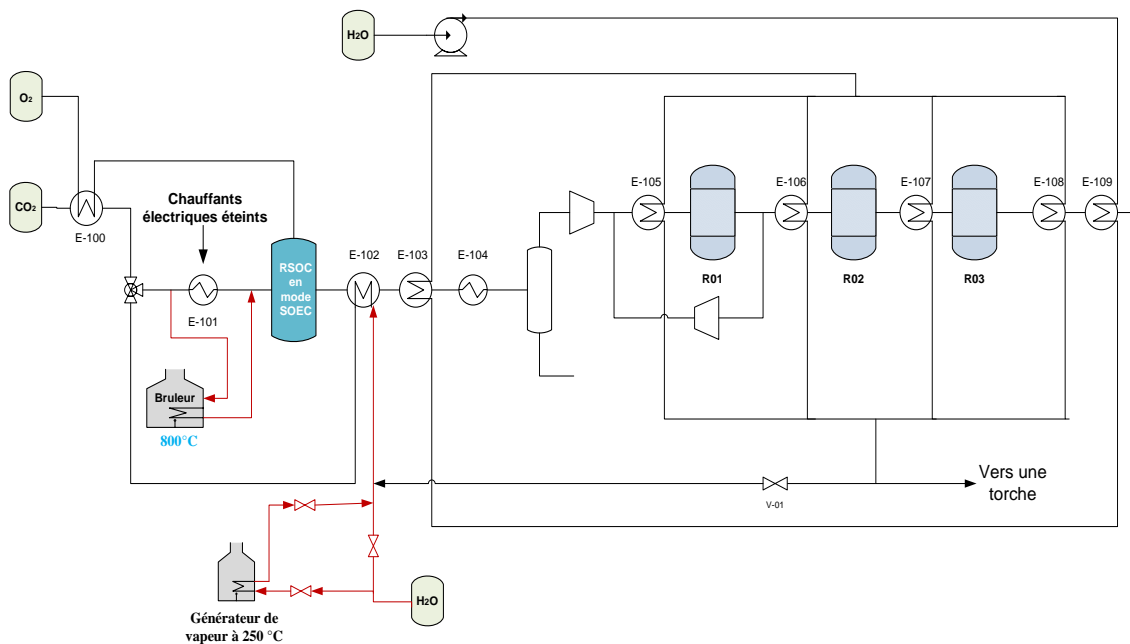 H2O
O2
CO2
E-100
Chauffants
électriques éteints
E-101
RSOC
en
mode
SOEC
E-102
E-103
E-104
E-105
E-106
E-107
E-108
E-109
R01
R02
R03
Bruleur
800°C
V-01
Vers une
torche
H2O
Générateur de
vapeur à 250 °C